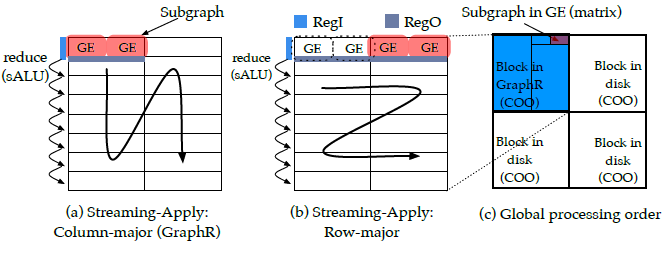 Subgraph
RegI
RegO
Subgraph in GE (matrix)
GE GE
GE GE GE GE
reduce
(sALU)
reduce
(sALU)
Block in
GraphR
(COO)
Block in
disk
(COO)
Block in
disk
(COO)
Block in
disk
(COO)
(a) Streaming-Apply:
Column-major (GraphR)
(b) Streaming-Apply:
Row-major
(c) Global processing order